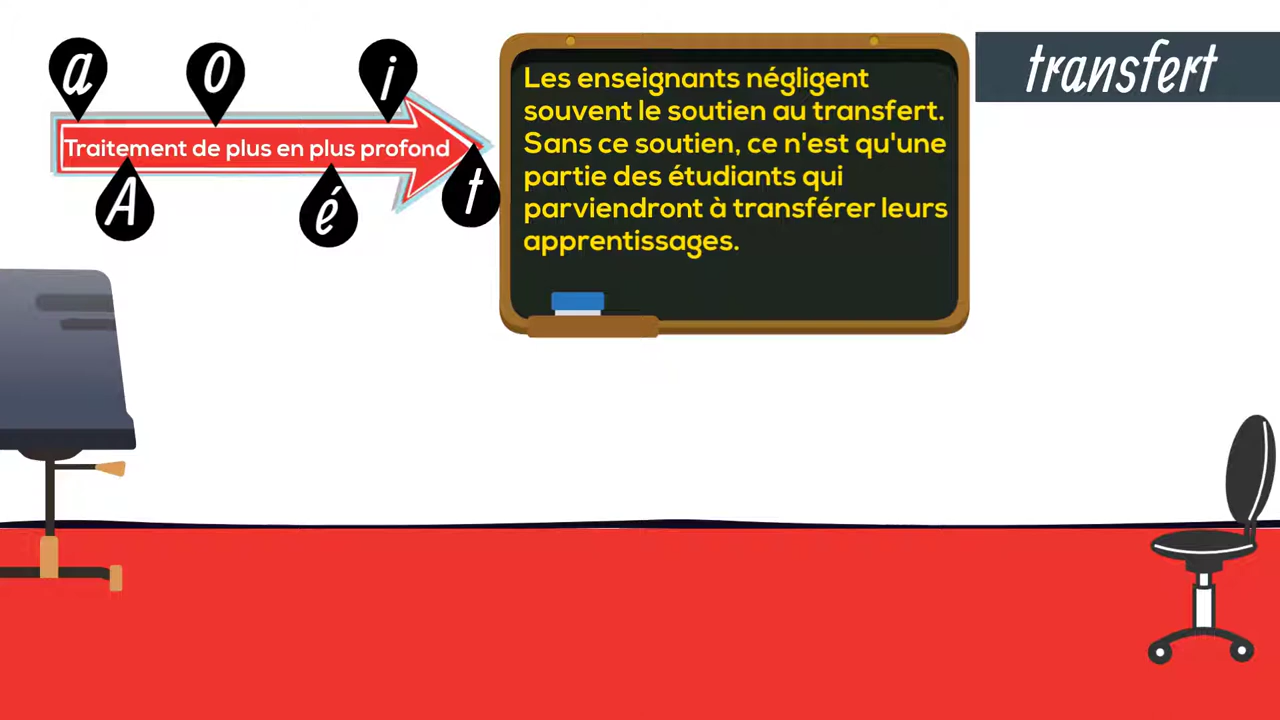 a
o
i
Traitement de plus en plus profond
A
é
t
Les enseignants négligent
souvent le soutien au transfert.
Sans ce soutien, ce n'est qu'une
partie des étudiants qui
parviendront à transférer leurs
apprentissages.
transfert